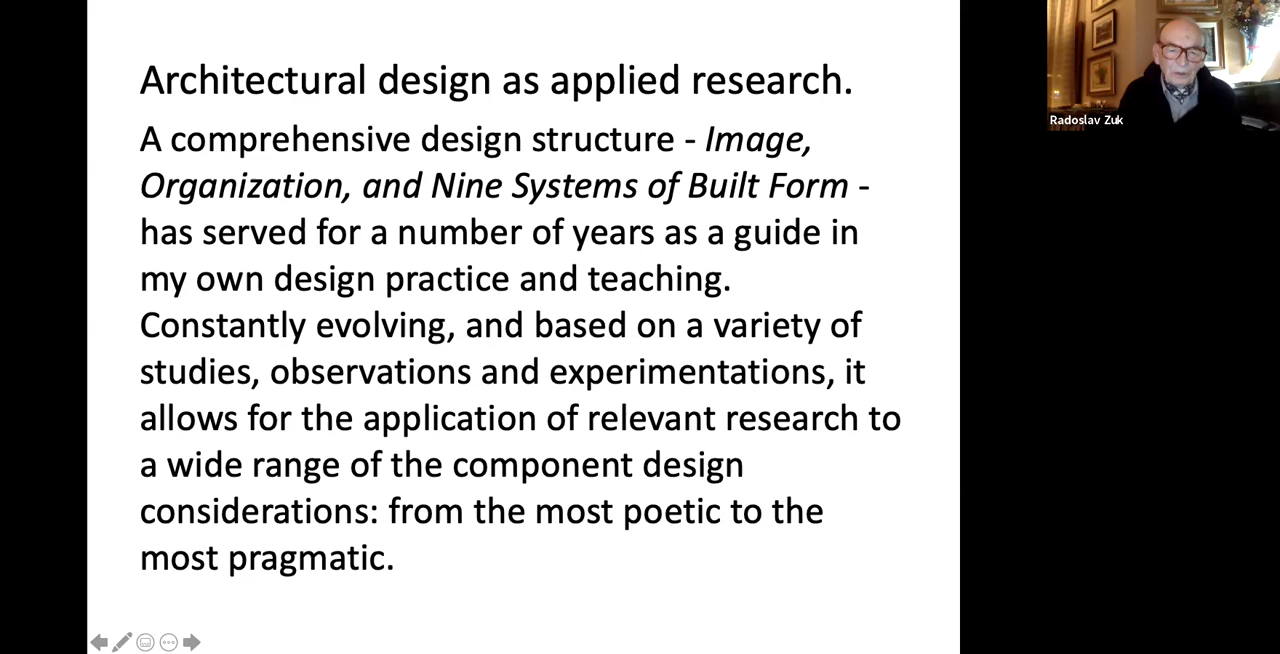 Architectural design as applied research.
A comprehensive design structure - Image,
Organization, and Nine Systems of Built Form -
has served for a number of years as a guide in
my own design practice and teaching.
Constantly evolving, and based on a variety of
studies, observations and experimentations, it
allows for the application of relevant research to
a wide range of the component design
considerations: from the most poetic to the
most pragmatic.
Radoslav Zuk